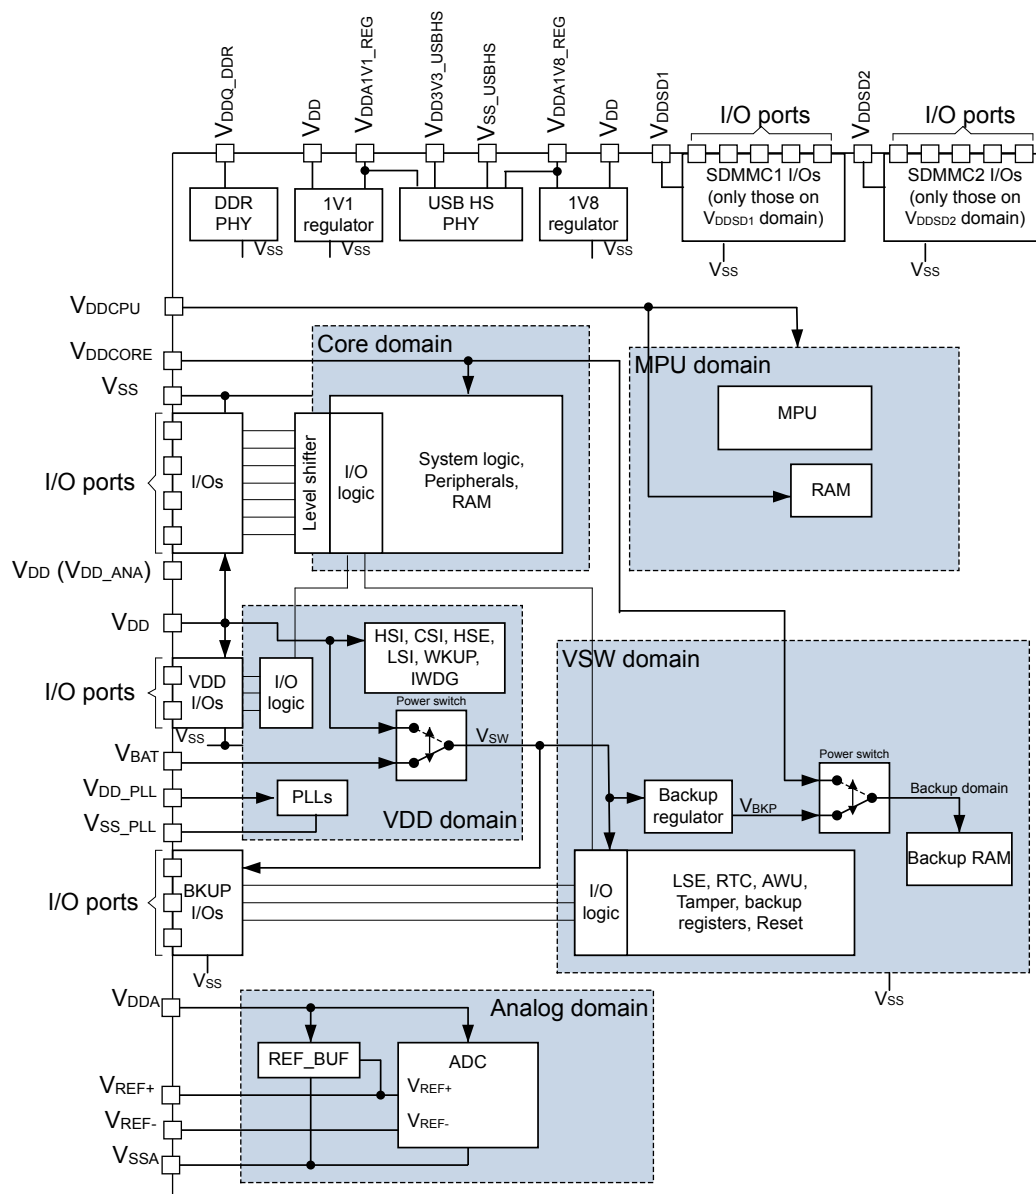 VDDQ_DDR
VDD
VDDA1V1_REG
VDD3V3_USBHS
VSS_USBHS
VDDA1V8_REG
VDD
VDDSD1
VDDSD2
I/O ports
I/O ports
DDR
PHY
1V1
regulator
USB HS
PHY
1V8
regulator
SDMMC1 I/Os
(only those on
VDDSD1 domain)
SDMMC2 I/Os
(only those on
VDDSD2 domain)
VSS
VSS
VSS
VSS
VSS
VDDCPU
VDDCORE
VSS
Core domain
MPU domain
MPU
RAM
I/O ports
I/Os
Level shifter
I/O
logic
System logic,
Peripherals,
RAM
VDD (VDD_ANA)
VDD
HSI, CSI, HSE,
LSI, WKUP,
IWDG
VSW domain
I/O ports
VDD
I/Os
I/O
logic
Power switch
VSS
VSW
VBAT
VDD_PLL
PLLs
VSS_PLL
VDD domain
Backup
regulator
VBKP
Power switch
Backup domain
Backup RAM
I/O ports
BKUP
I/Os
I/O
logic
LSE, RTC, AWU,
Tamper, backup
registers, Reset
VSS
VSS
VDDA
Analog domain
REF_BUF
ADC
VREF+
VREF+
VREF-
VREF-
VSSA